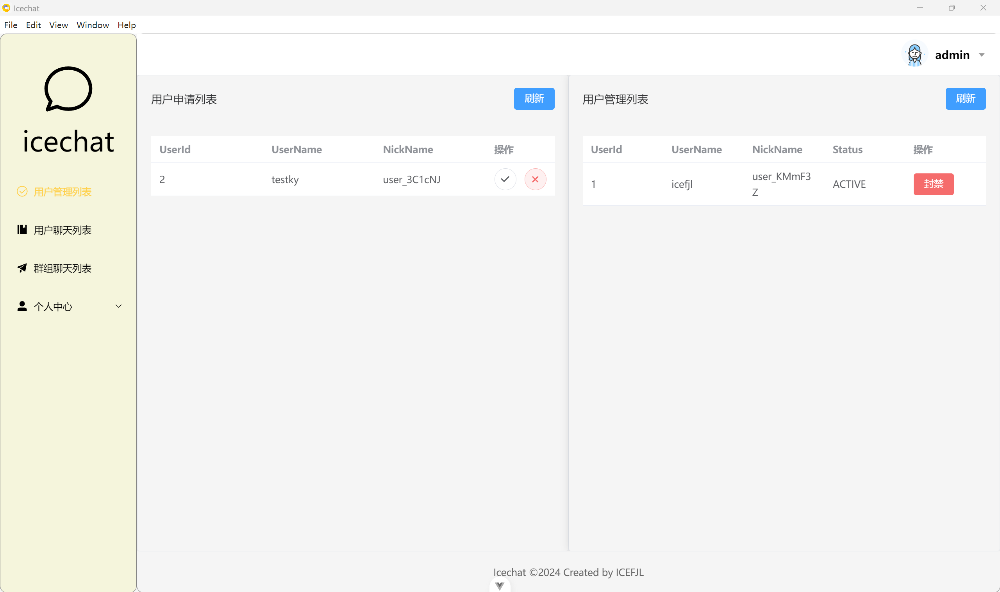 Icechat
File Edit View Window Help
icechat
用户管理列表
用户聊天列表
群组聊天列表
个人中心
admin
用户申请列表 刷新
UserId UserName NickName 操作
2 testky user_3C1cNJ
用户管理列表 刷新
UserId UserName NickName Status 操作
1 icefjl user_KMmF3 ACTIVE 封禁
Z
Icechat ©2024 Created by ICEFJL